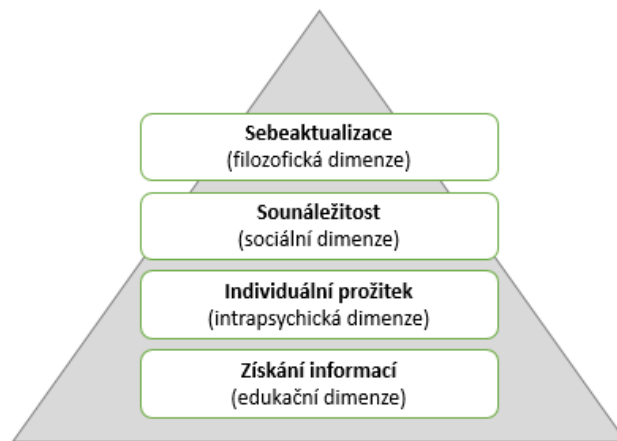 Sebeaktualizace
(filozofická dimenze)
Sounáležitost
(sociální dimenze)
Individuální prožitek
(intrapsychická dimenze)
Získání informací
(edukační dimenze)